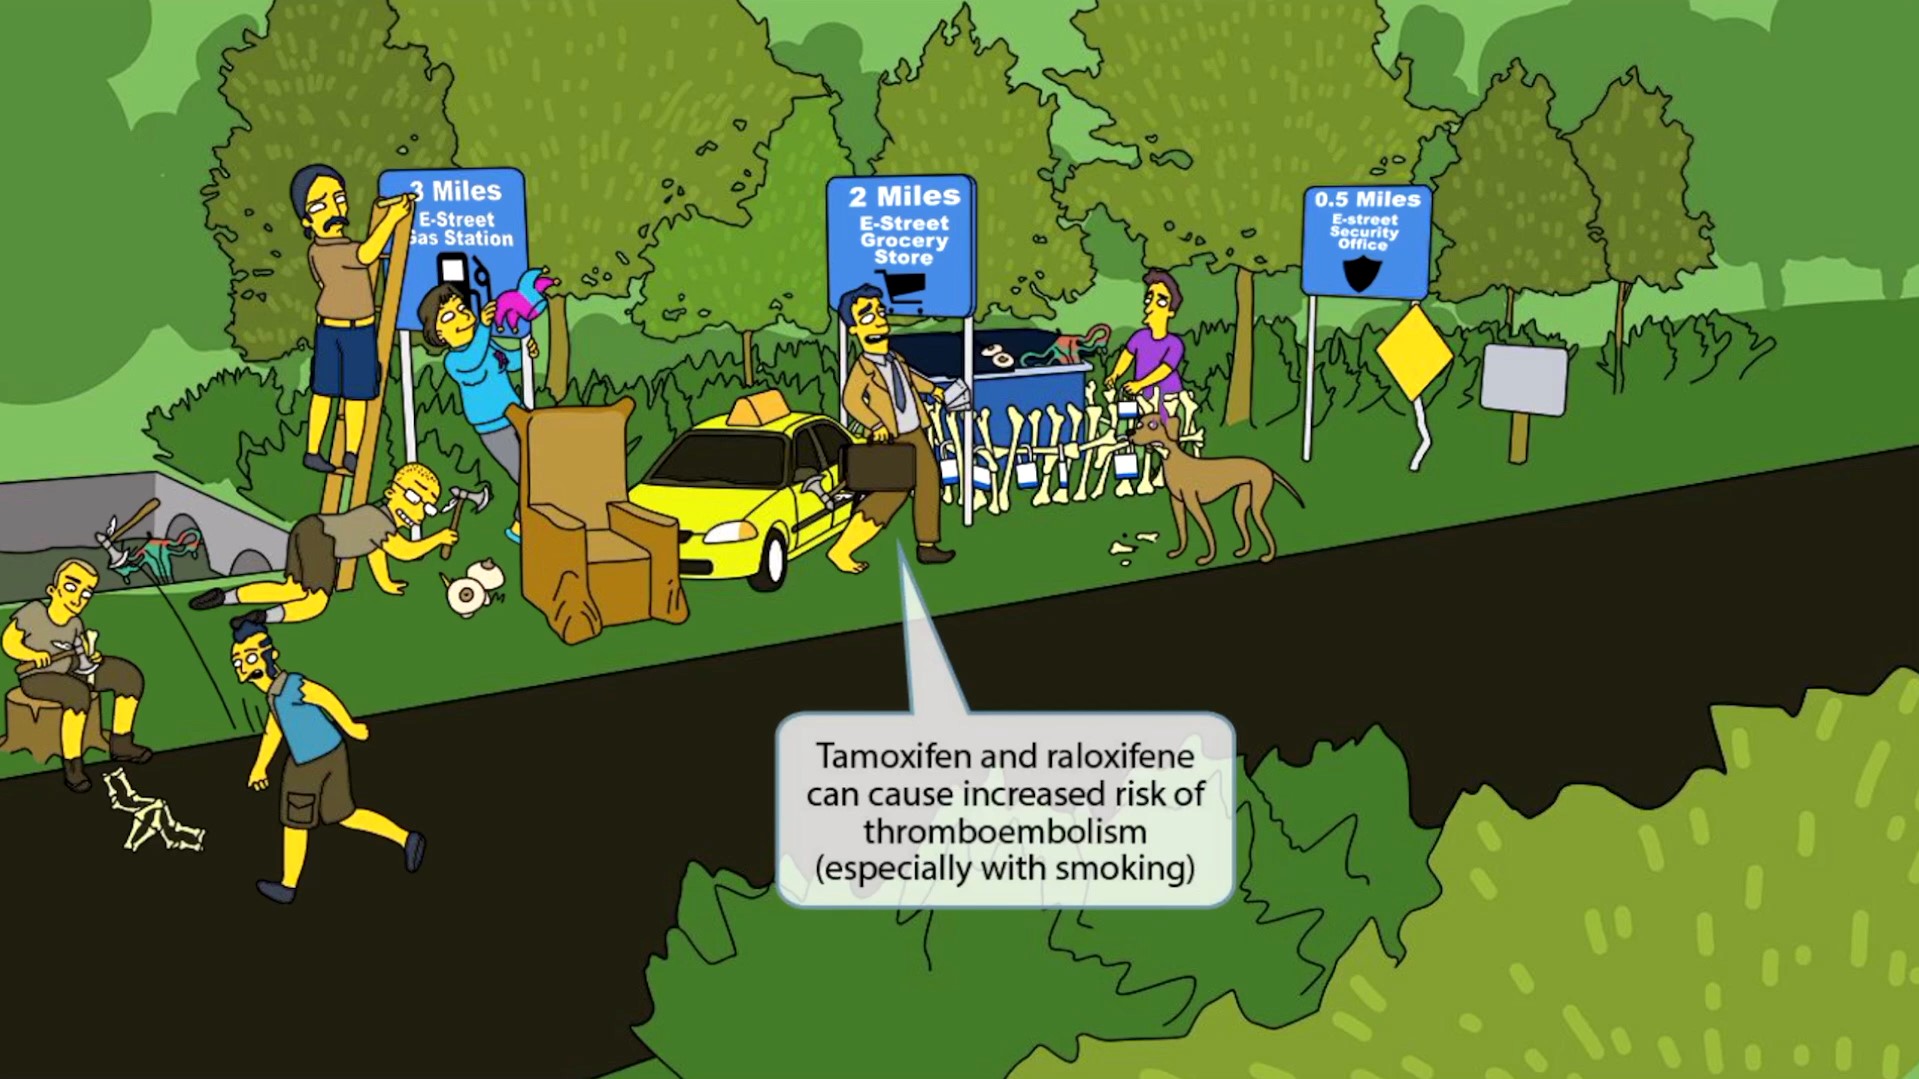 3 Miles
E-Street
Gas Station
2 Miles
E-Street
Grocery
Store
0.5 Miles
E-street
Security
Office
Tamoxifen and raloxifene
can cause increased risk of
thromboembolism
(especially with smoking)